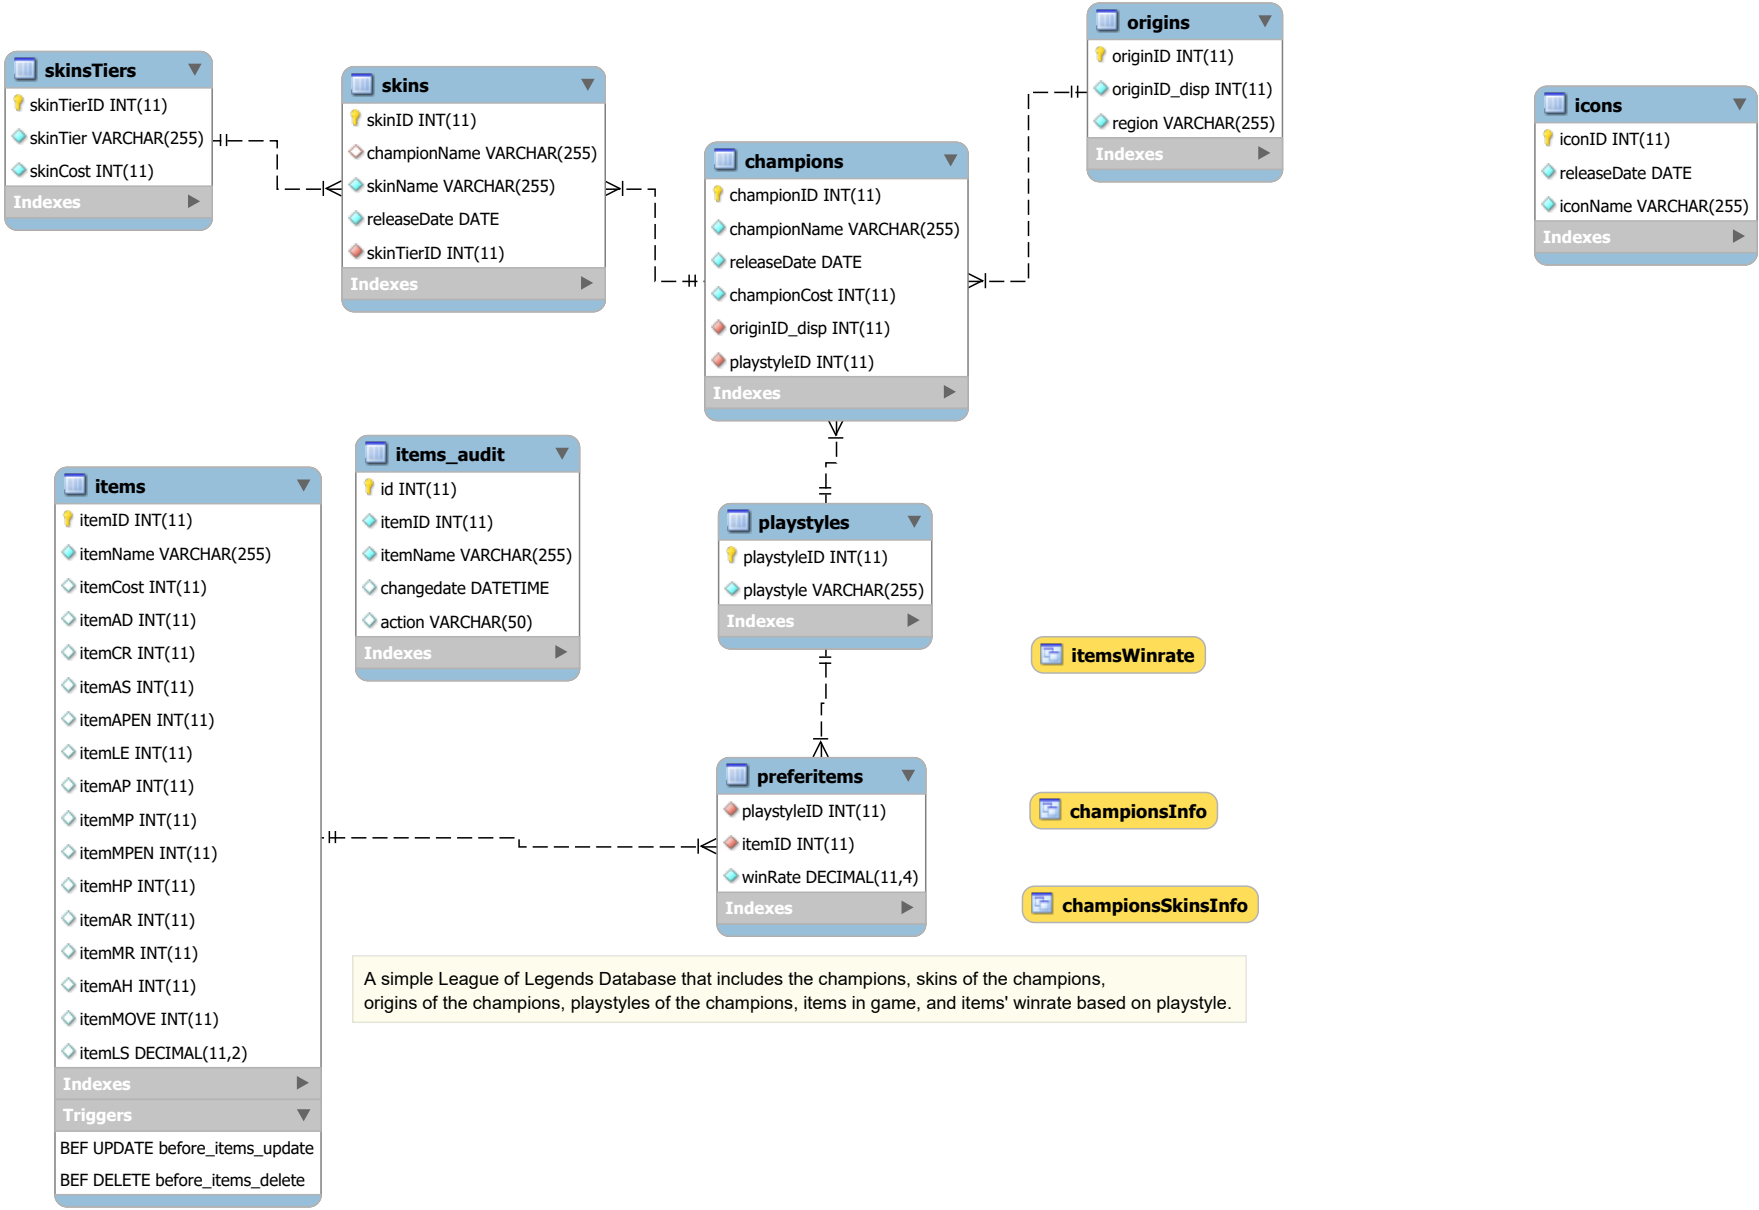 skinsTiers
skinTierID INT(11)
skinTier VARCHAR(255)
skinCost INT(11)
Indexes
skins
skinID INT(11)
championName VARCHAR(255)
skinName VARCHAR(255)
releaseDate DATE
skinTierID INT(11)
Indexes
champions
championID INT(11)
championName VARCHAR(255)
releaseDate DATE
championCost INT(11)
originID_disp INT(11)
playstyleID INT(11)
Indexes
origins
originID INT(11)
originID_disp INT(11)
region VARCHAR(255)
Indexes
icons
iconID INT(11)
releaseDate DATE
iconName VARCHAR(255)
Indexes
items
itemID INT(11)
itemName VARCHAR(255)
itemCost INT(11)
itemAD INT(11)
itemCR INT(11)
itemAS INT(11)
itemAPEN INT(11)
itemLE INT(11)
itemAP INT(11)
itemMP INT(11)
itemMPEN INT(11)
itemHP INT(11)
itemAR INT(11)
itemMR INT(11)
itemAH INT(11)
itemMOVE INT(11)
itemLS DECIMAL(11,2)
Indexes
Triggers
BEF UPDATE before_items_update
BEF DELETE before_items_delete
items_audit
id INT(11)
itemID INT(11)
itemName VARCHAR(255)
changedate DATETIME
action VARCHAR(50)
Indexes
playstyles
playstyleID INT(11)
playstyle VARCHAR(255)
Indexes
preferitems
playstyleID INT(11)
itemID INT(11)
winRate DECIMAL(11,4)
Indexes
itemsWinrate
championsInfo
championsSkinsInfo
A simple League of Legends Database that includes the champions, skins of the champions,
origins of the champions, playstyles of the champions, items in game, and items' winrate based on playstyle.